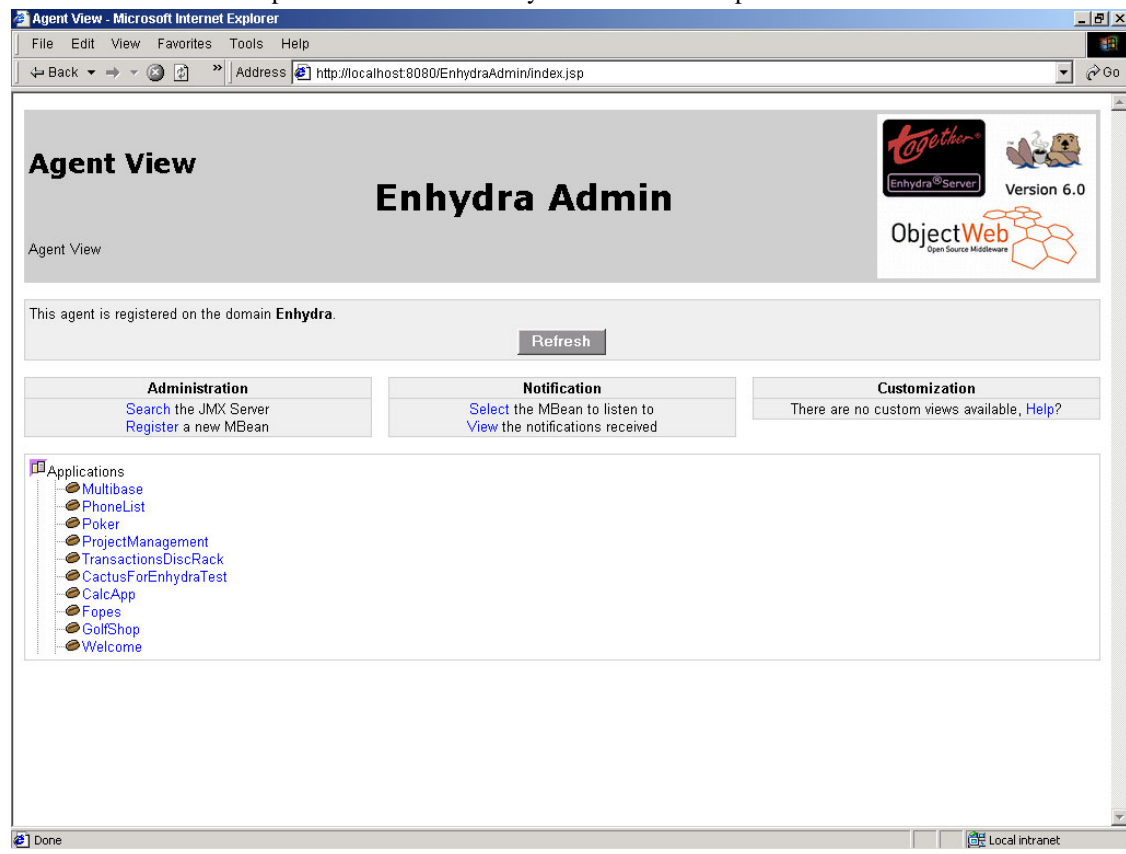 Agent View - Microsoft Internet Explorer
File Edit View Favorites Tools Help
Back » Address http://localhost:8080/EnhydraAdmin/index.jsp Go
Agent View
Enhydra Admin
Agent View
together
Enhydra®Server
Version 6.0
ObjectWeb
Open Source Middleware
This agent is registered on the domain Enhydra.
Refresh
Administration
Search the JMX Server
Register a new MBean
Notification
Select the MBean to listen to
View the notifications received
Customization
There are no custom views available, Help?
Applications
Multibase
PhoneList
Poker
ProjectManagement
TransactionsDiscRack
CactusForEnhydraTest
CalcApp
Fopes
GolfShop
Welcome
Done
Local intranet